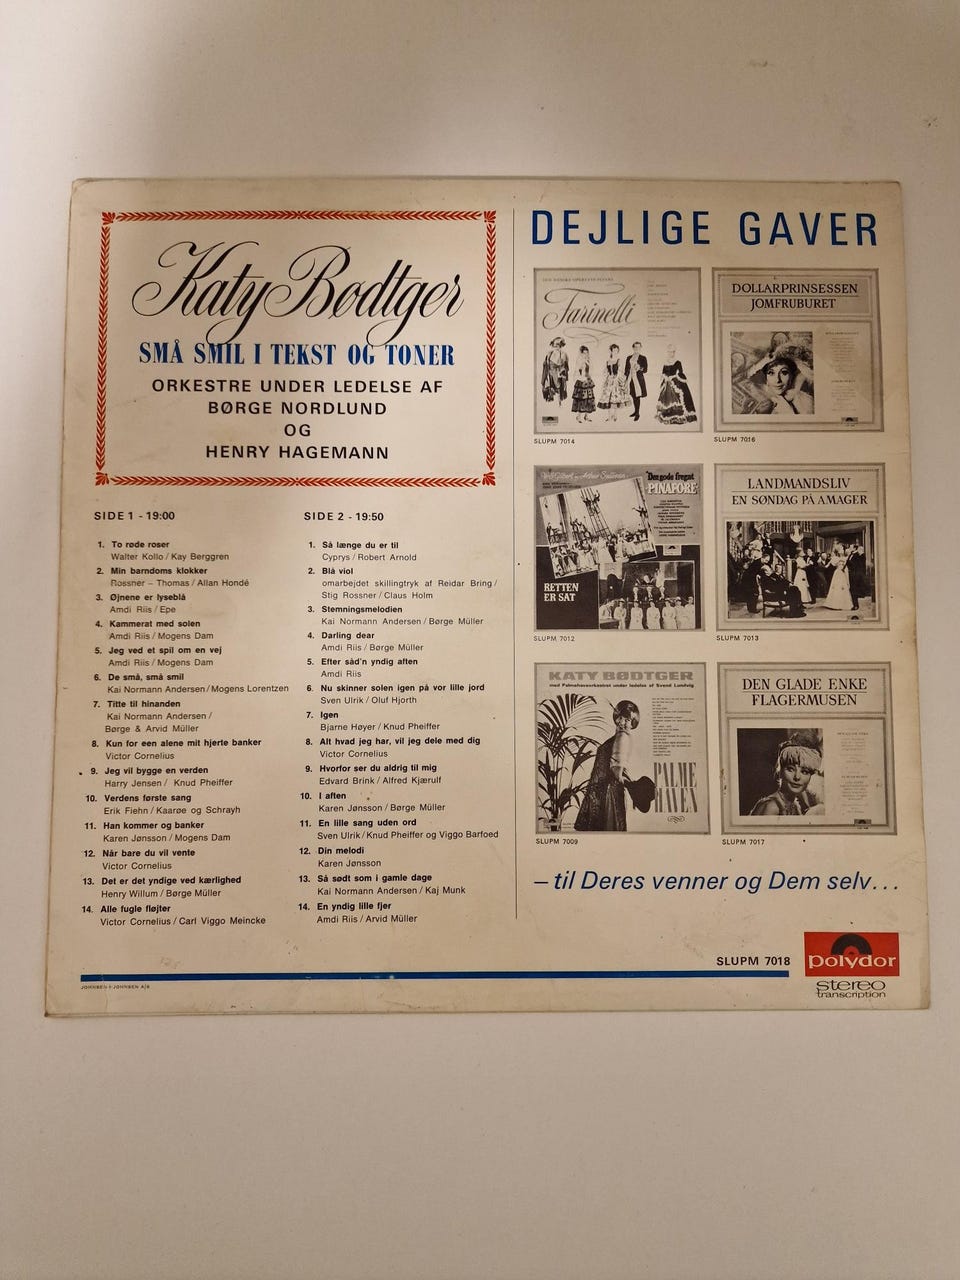 Katy Bødtger
SMÅ SMIL I TEKST OG TONER
ORKESTRE UNDER LEDELSE AF
BØRGE NORDLUND
OG
HENRY HAGEMANN
SIDE 1 - 19:00
1. To røde roser
Walter Kollo / Kay Berggren
2. Min barndoms klokker
Rossner – Thomas / Allan Hondé
3. Øjnene er lyseblå
Amdi Riis / Epe
4. Kammerat med solen
Amdi Riis / Mogens Dam
5. Jeg ved et spil om en vej
Amdi Riis / Mogens Dam
6. De små, små smil
Kai Normann Andersen / Mogens Lorentzen
7. Titte til hinanden
Kai Normann Andersen /
Børge & Arvid Müller
8. Kun for een alene mit hjerte banker
Victor Cornelius
9. Jeg vil bygge en verden
Harry Jensen / Knud Pheiffer
10. Verdens første sang
Erik Fiehn / Kaarøe og Schrayh
11. Han kommer og banker
Karen Jønsson / Mogens Dam
12. Når bare du vil vente
Victor Cornelius
13. Det er det yndige ved kærlighed
Henry Willum / Børge Müller
14. Alle fugle fløjter
Victor Cornelius / Carl Viggo Meincke
SIDE 2 - 19:50
1. Så længe du er til
Cyprys / Robert Arnold
2. Blå viol
omarbejdet skillingtryk af Reidar Bring /
Stig Rossner / Claus Holm
3. Stemningsmelodien
Kai Normann Andersen / Børge Müller
4. Darling dear
Amdi Riis / Børge Müller
5. Efter såd'n yndig aften
Amdi Riis
6. Nu skinner solen igen på vor lille jord
Sven Ulrik / Oluf Hjorth
7. Igen
Bjarne Høyer / Knud Pheiffer
8. Alt hvad jeg har, vil jeg dele med dig
Victor Cornelius
9. Hvorfor ser du aldrig til mig
Edvard Brink / Alfred Kjærulf
10. I aften
Karen Jønsson / Børge Müller
11. En lille sang uden ord
Sven Ulrik / Knud Pheiffer og Viggo Barfoed
12. Din melodi
Karen Jønsson
13. Så sødt som i gamle dage
Kai Normann Andersen / Kaj Munk
14. En yndig lille fjer
Amdi Riis / Arvid Müller
JOHNSEN + JOHNSEN A/S
DEJLIGE GAVER
Farinelli
SLUPM 7014
DOLLARPRINSESSEN
JOMFRUBURET
SLUPM 7016
Den gode fregat
"PINAFORE"
RETTEN
ER SAT
SLUPM 7012
LANDMANDSLIV
EN SØNDAG PÅ AMAGER
SLUPM 7013
KATY BØDTGER
med Palmehaveorkestret under ledelse af Svend Lundvig
PALME
HAVEN
SLUPM 7009
DEN GLADE ENKE
FLAGERMUSEN
SLUPM 7017
– til Deres venner og Dem selv...
SLUPM 7018
polydor
stereo
transcription